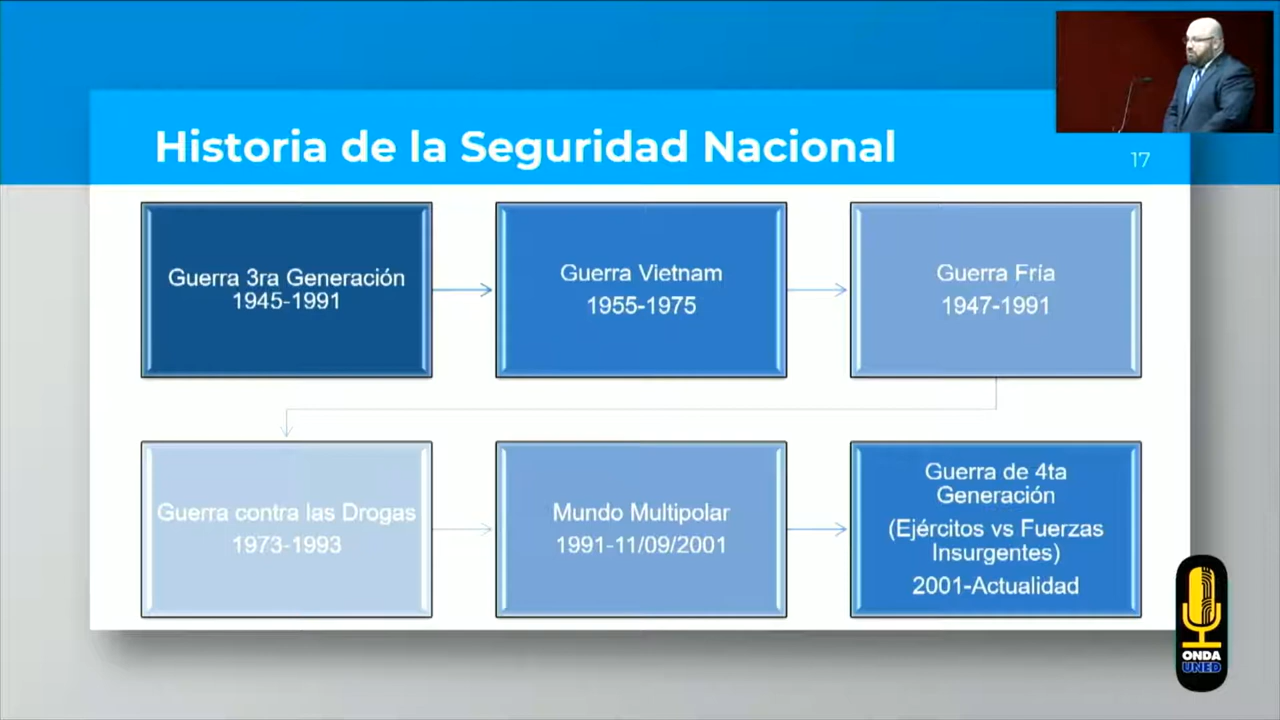 Historia de la Seguridad Nacional
17
Guerra 3ra Generación
1945-1991
Guerra Vietnam
1955-1975
Guerra Fría
1947-1991
Guerra contra las Drogas
1973-1993
Mundo Multipolar
1991-11/09/2001
Guerra de 4ta
Generación
(Ejércitos vs Fuerzas
Insurgentes)
2001-Actualidad
ONDA
UNED